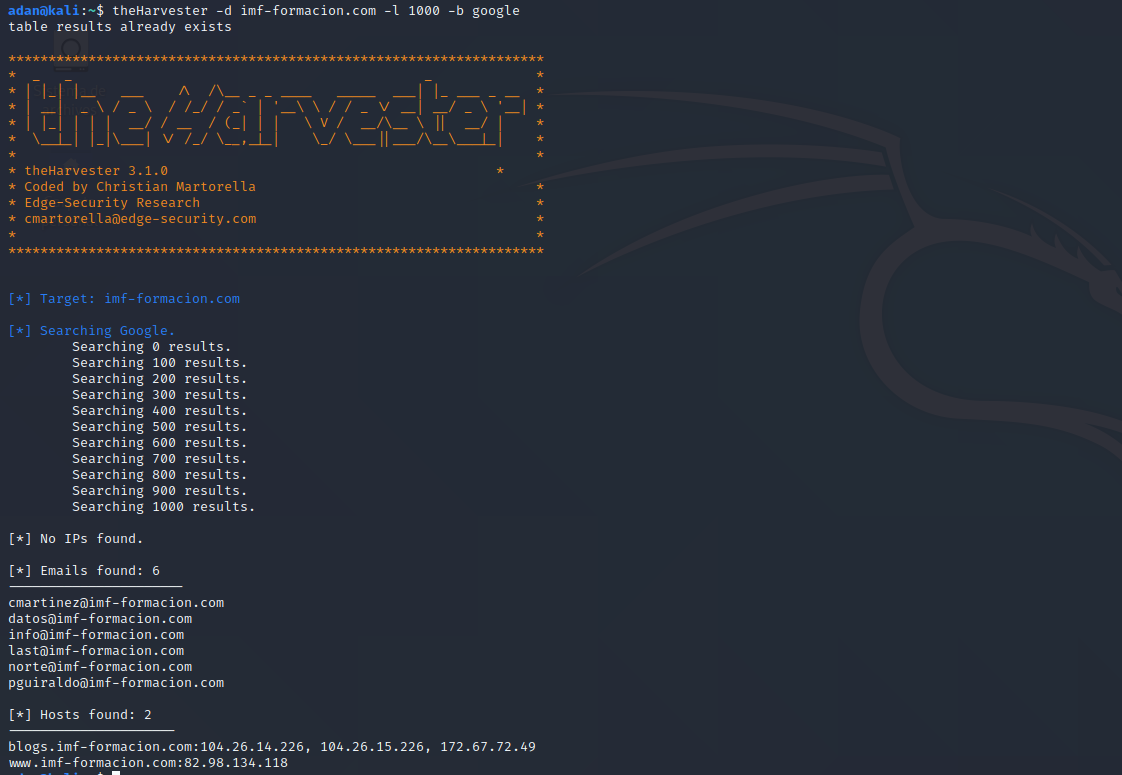 adan@kali:~$ theHarvester -d imf-formacion.com -l 1000 -b google
table results already exists
*******************************************************************
* theHarvester *
* theHarvester 3.1.0 *
* Coded by Christian Martorella *
* Edge-Security Research *
* cmartorella@edge-security.com *
* *
*******************************************************************
[*] Target: imf-formacion.com
[*] Searching Google.
Searching 0 results.
Searching 100 results.
Searching 200 results.
Searching 300 results.
Searching 400 results.
Searching 500 results.
Searching 600 results.
Searching 700 results.
Searching 800 results.
Searching 900 results.
Searching 1000 results.
[*] No IPs found.
[*] Emails found: 6
----------------------
cmartinez@imf-formacion.com
datos@imf-formacion.com
info@imf-formacion.com
last@imf-formacion.com
norte@imf-formacion.com
pguiraldo@imf-formacion.com
[*] Hosts found: 2
---------------------
blogs.imf-formacion.com:104.26.14.226, 104.26.15.226, 172.67.72.49
www.imf-formacion.com:82.98.134.118